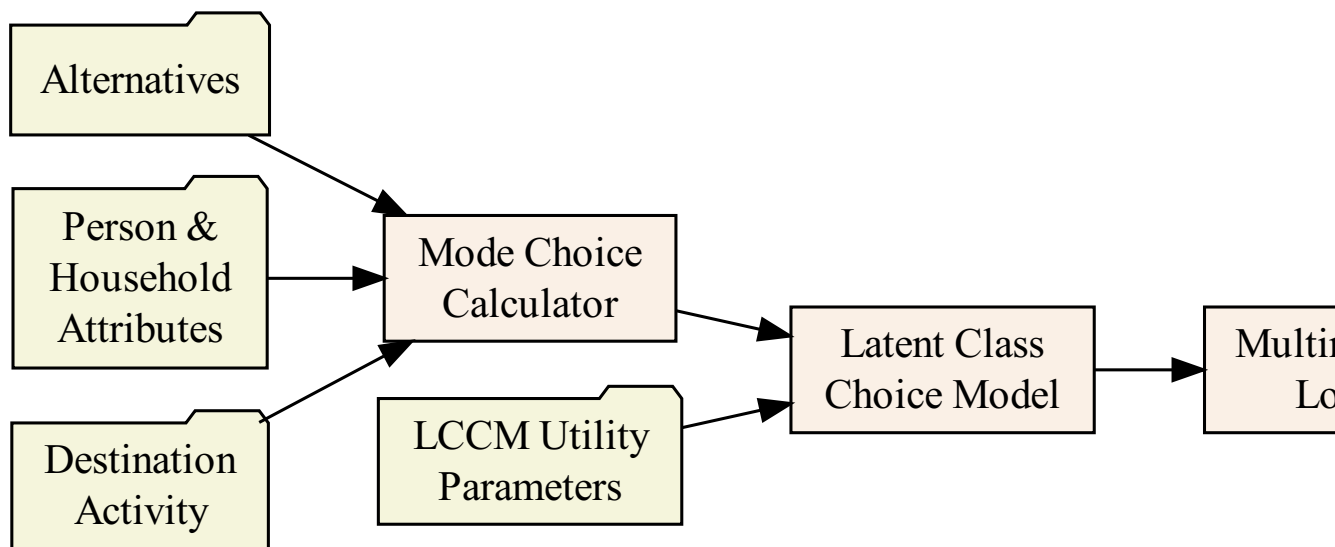 Alternatives
Person &
Household
Attributes
Destination
Activity
Mode Choice
Calculator
LCCM Utility
Parameters
Latent Class
Choice Model